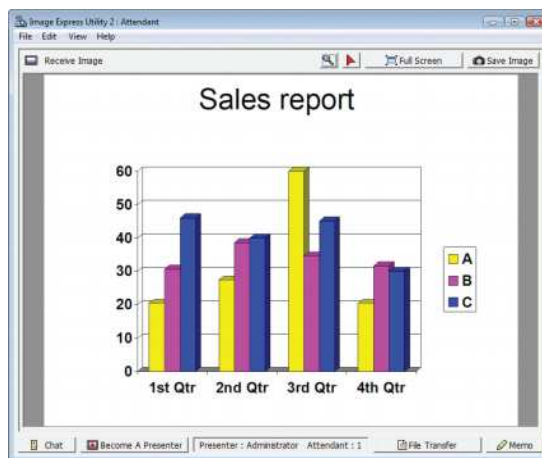 Image Express Utility 2 : Attendant
File Edit View Help
Receive Image Full Screen Save Image
Sales report
60
50
40
30
20
10
0
1st Qtr 2nd Qtr 3rd Qtr 4th Qtr
A
B
C
Chat Become A Presenter Presenter : Administrator Attendant : 1 File Transfer Memo